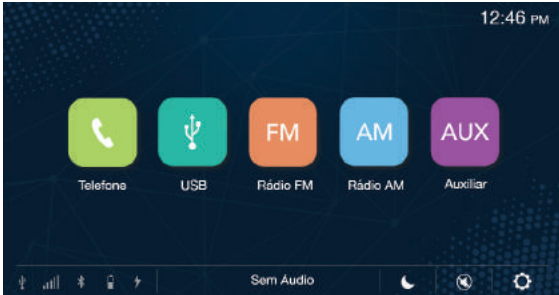 12:46 PM
FM
AM
AUX
Telefone
USB
Rádio FM
Rádio AM
Auxiliar
Sem Áudio